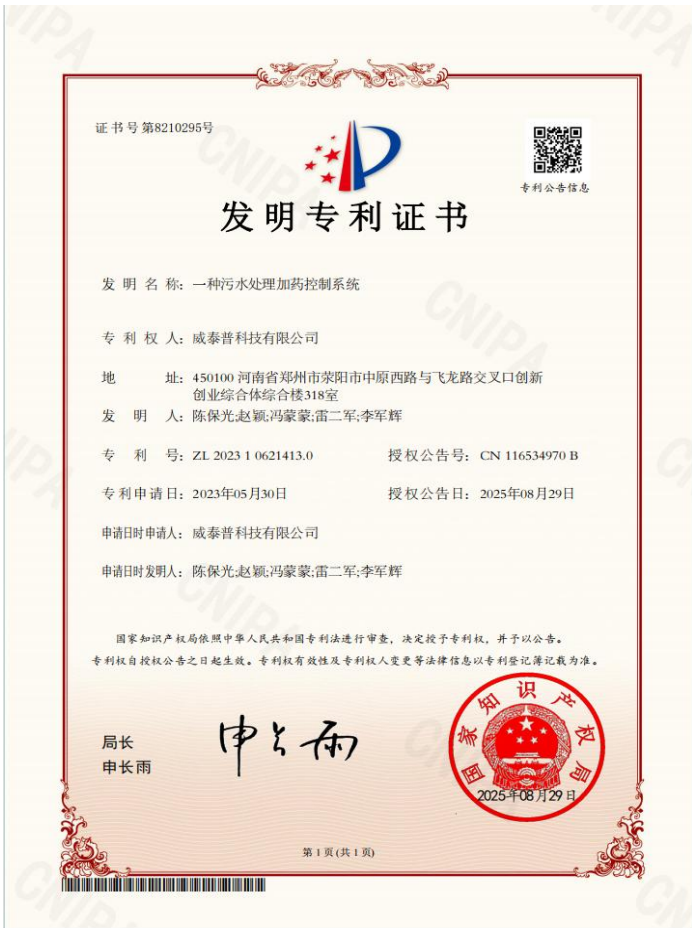 证书号第8210295号
专利公告信息
发明专利证书
发明名称：一种污水处理加药控制系统
专利权人：威泰普科技有限公司
地址：450100 河南省郑州市荥阳市中原西路与飞龙路交叉口创新
创业综合体综合楼318室
发明人：陈保光;赵颖;冯蒙蒙;雷二军;李军辉
专利号：ZL 2023 1 0621413.0 授权公告号：CN 116534970 B
专利申请日：2023年05月30日 授权公告日：2025年08月29日
申请日时申请人：威泰普科技有限公司
申请日时发明人：陈保光;赵颖;冯蒙蒙;雷二军;李军辉
国家知识产权局依照中华人民共和国专利法进行审查，决定授予专利权，并予以公告。
专利权自授权公告之日起生效。专利权有效性及专利权人变更等法律信息以专利登记簿记载为准。
局长
申长雨
申长雨
国家知识产权局
2025年08月29日
第1页(共1页)
CNIPA
CNIPA
CNIPA
CNIPA
CNIPA
CNIPA
CNIPA
CNIPA
CNIPA
CNIPA